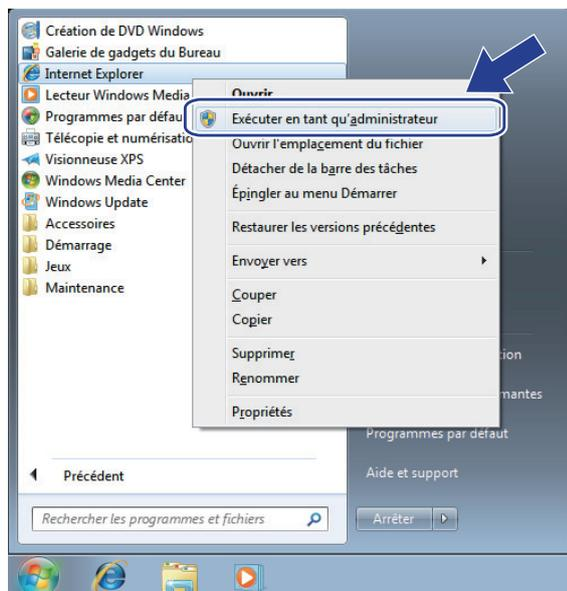 Création de DVD Windows
Galerie de gadgets du Bureau
Internet Explorer
Lecteur Windows Media
Programmes par défau
Télécopie et numérisatio
Visionneuse XPS
Windows Media Center
Windows Update
Accessoires
Démarrage
Jeux
Maintenance
Précédent
Rechercher les programmes et fichiers
Ouvrir
Exécuter en tant qu'administrateur
Ouvrir l'emplacement du fichier
Détacher de la barre des tâches
Épingler au menu Démarrer
Restaurer les versions précédentes
Envoyer vers
Couper
Copier
Supprimer
Renommer
Propriétés
tion
mantes
Programmes par défaut
Aide et support
Arrêter